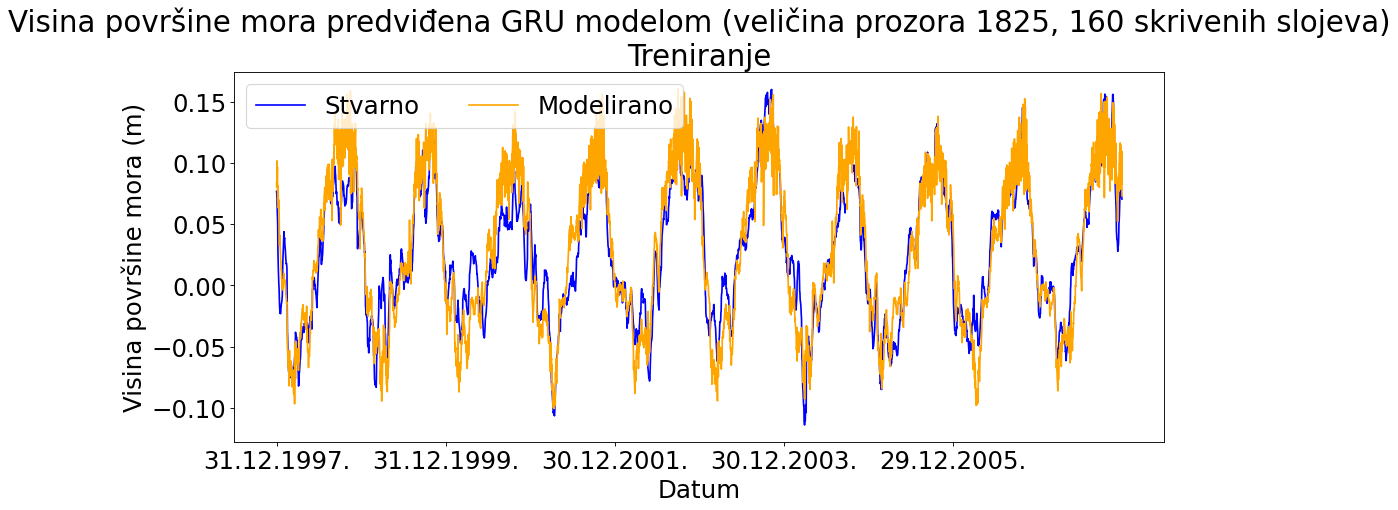 Visina površine mora predviđena GRU modelom (veličina prozora 1825, 160 skrivenih slojeva)
Treniranje
Stvarno Modelirano
Visina površine mora (m)
0.15
0.10
0.05
0.00
−0.05
−0.10
31.12.1997. 31.12.1999. 30.12.2001. 30.12.2003. 29.12.2005.
Datum